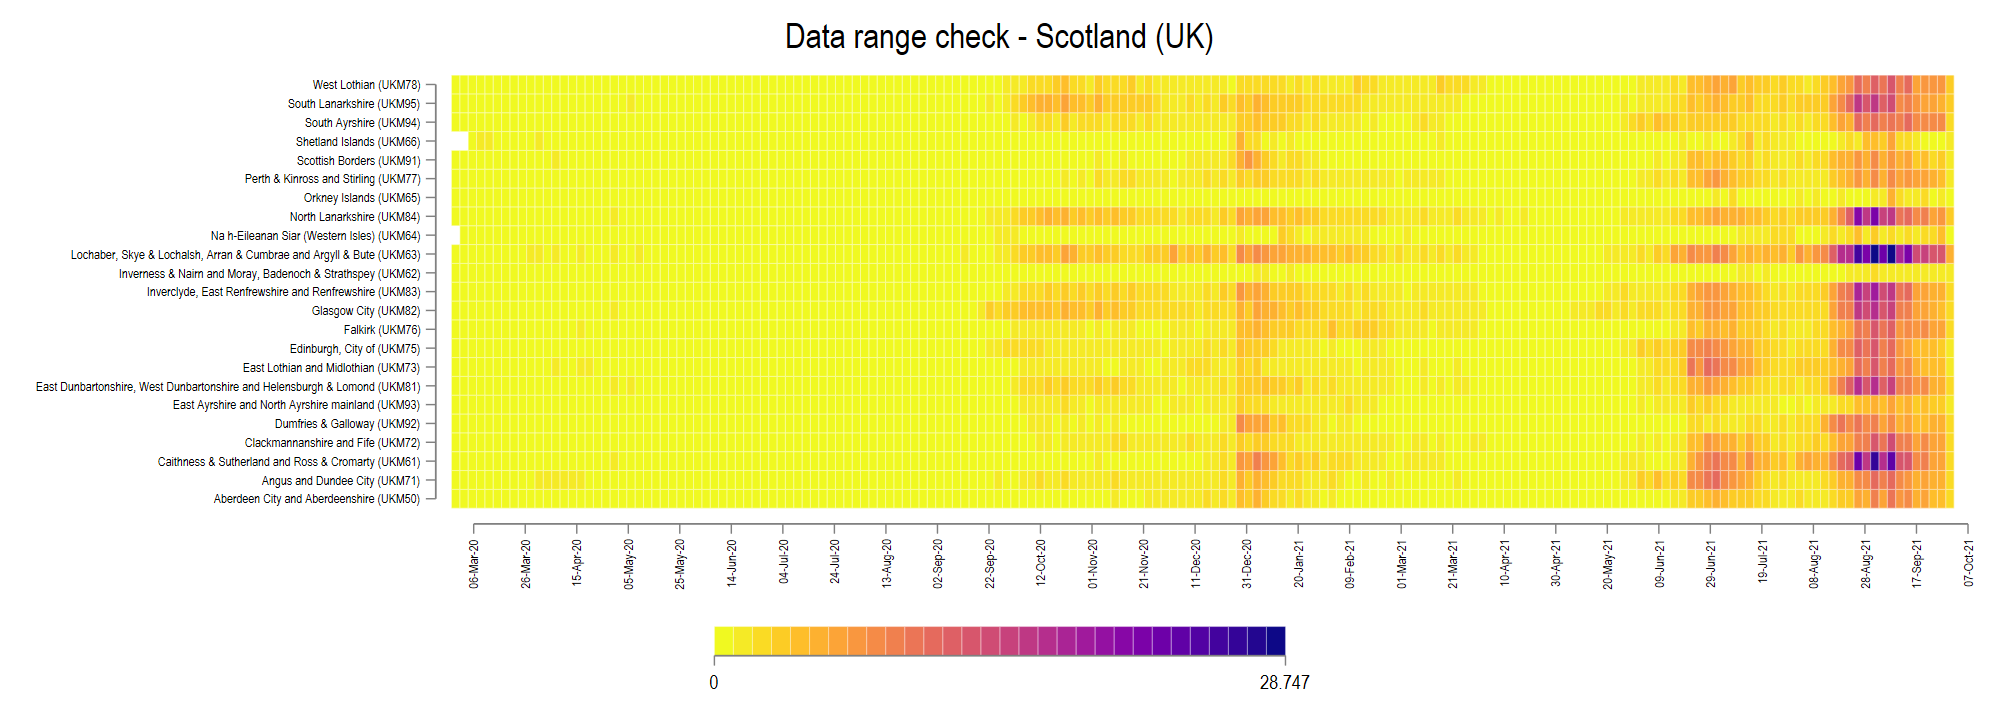 Data range check - Scotland (UK)
West Lothian (UKM78)
South Lanarkshire (UKM95)
South Ayrshire (UKM94)
Shetland Islands (UKM66)
Scottish Borders (UKM91)
Perth & Kinross and Stirling (UKM77)
Orkney Islands (UKM65)
North Lanarkshire (UKM84)
Na h-Eileanan Siar (Western Isles) (UKM64)
Lochaber, Skye & Lochalsh, Arran & Cumbrae and Argyll & Bute (UKM63)
Inverness & Nairn and Moray, Badenoch & Strathspey (UKM62)
Inverclyde, East Renfrewshire and Renfrewshire (UKM83)
Glasgow City (UKM82)
Falkirk (UKM76)
Edinburgh, City of (UKM75)
East Lothian and Midlothian (UKM73)
East Dunbartonshire, West Dunbartonshire and Helensburgh & Lomond (UKM81)
East Ayrshire and North Ayrshire mainland (UKM93)
Dumfries & Galloway (UKM92)
Clackmannanshire and Fife (UKM72)
Caithness & Sutherland and Ross & Cromarty (UKM61)
Angus and Dundee City (UKM71)
Aberdeen City and Aberdeenshire (UKM50)
06-Mar-20
26-Mar-20
15-Apr-20
05-May-20
25-May-20
14-Jun-20
04-Jul-20
24-Jul-20
13-Aug-20
02-Sep-20
22-Sep-20
12-Oct-20
01-Nov-20
21-Nov-20
11-Dec-20
31-Dec-20
20-Jan-21
09-Feb-21
01-Mar-21
21-Mar-21
10-Apr-21
30-Apr-21
20-May-21
09-Jun-21
29-Jun-21
19-Jul-21
08-Aug-21
28-Aug-21
17-Sep-21
07-Oct-21
0
28.747